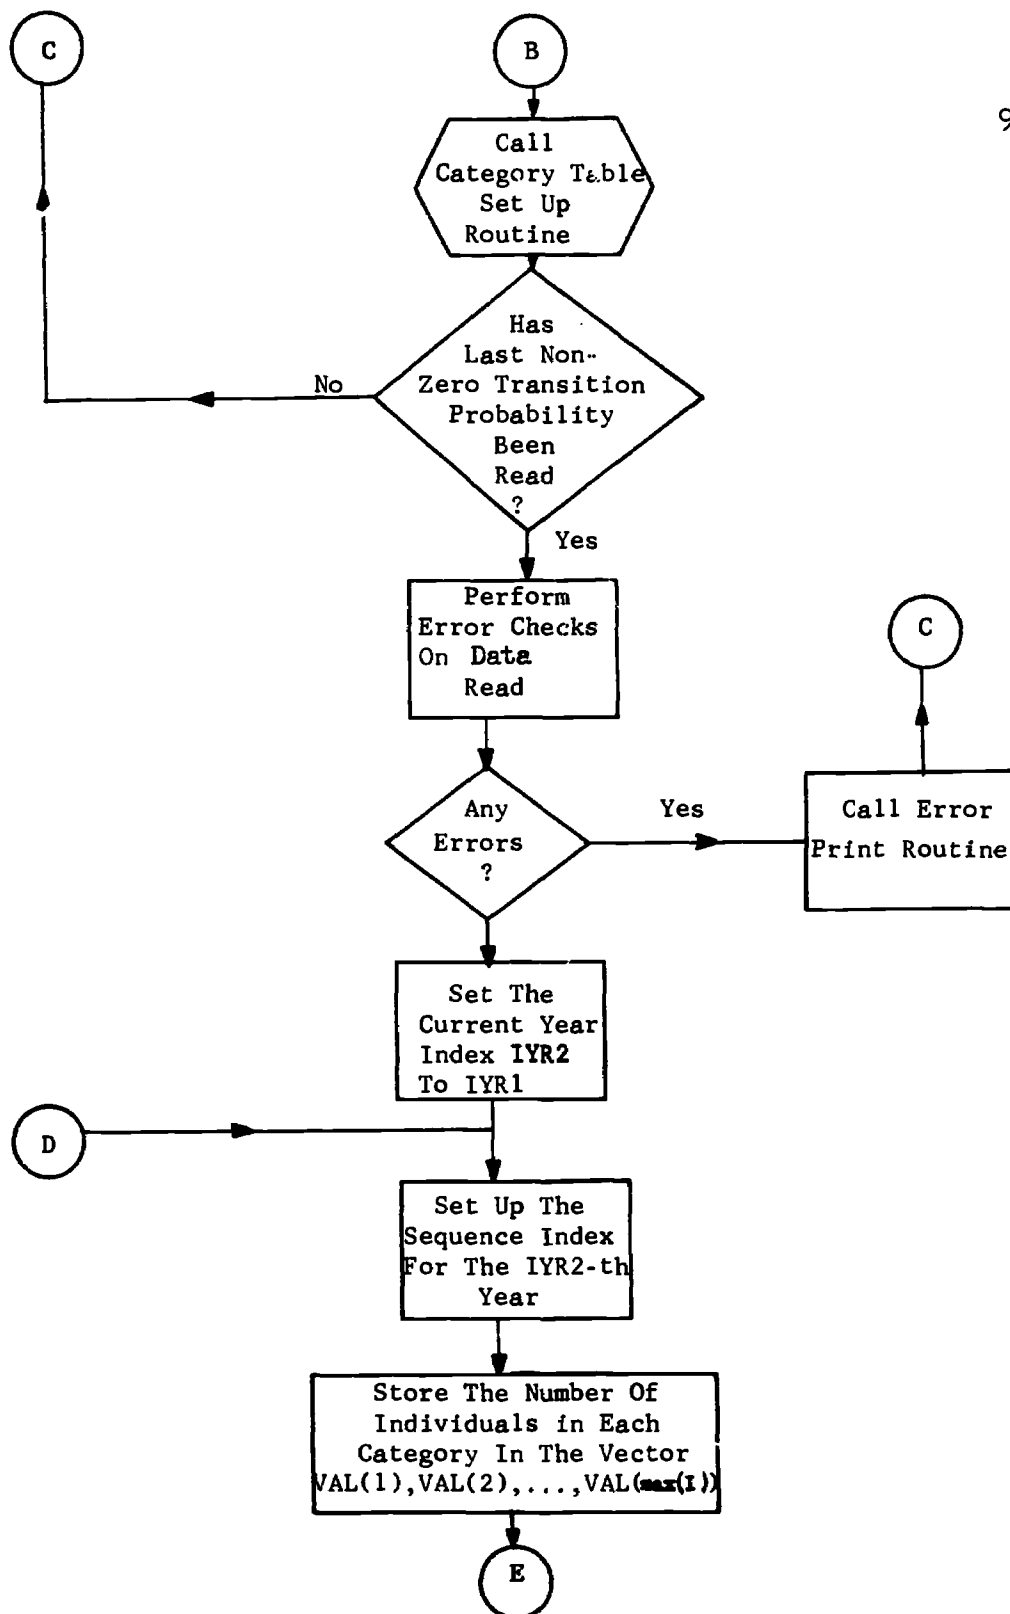 C
B
9
Call
Category Table
Set Up
Routine
Has
Last Non-
Zero Transition
Probability
Been
Read
?
No
Yes
Perform
Error Checks
On Data
Read
C
Any
Errors
?
Yes
Call Error
Print Routine
Set The
Current Year
Index IYR2
To IYR1
D
Set Up The
Sequence Index
For The IYR2-th
Year
Store The Number Of
Individuals in Each
Category In The Vector
VAL(1),VAL(2),...,VAL(max(I))
E